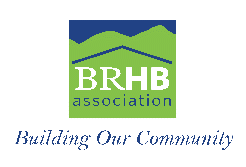 BRHB
association
Building Our Community